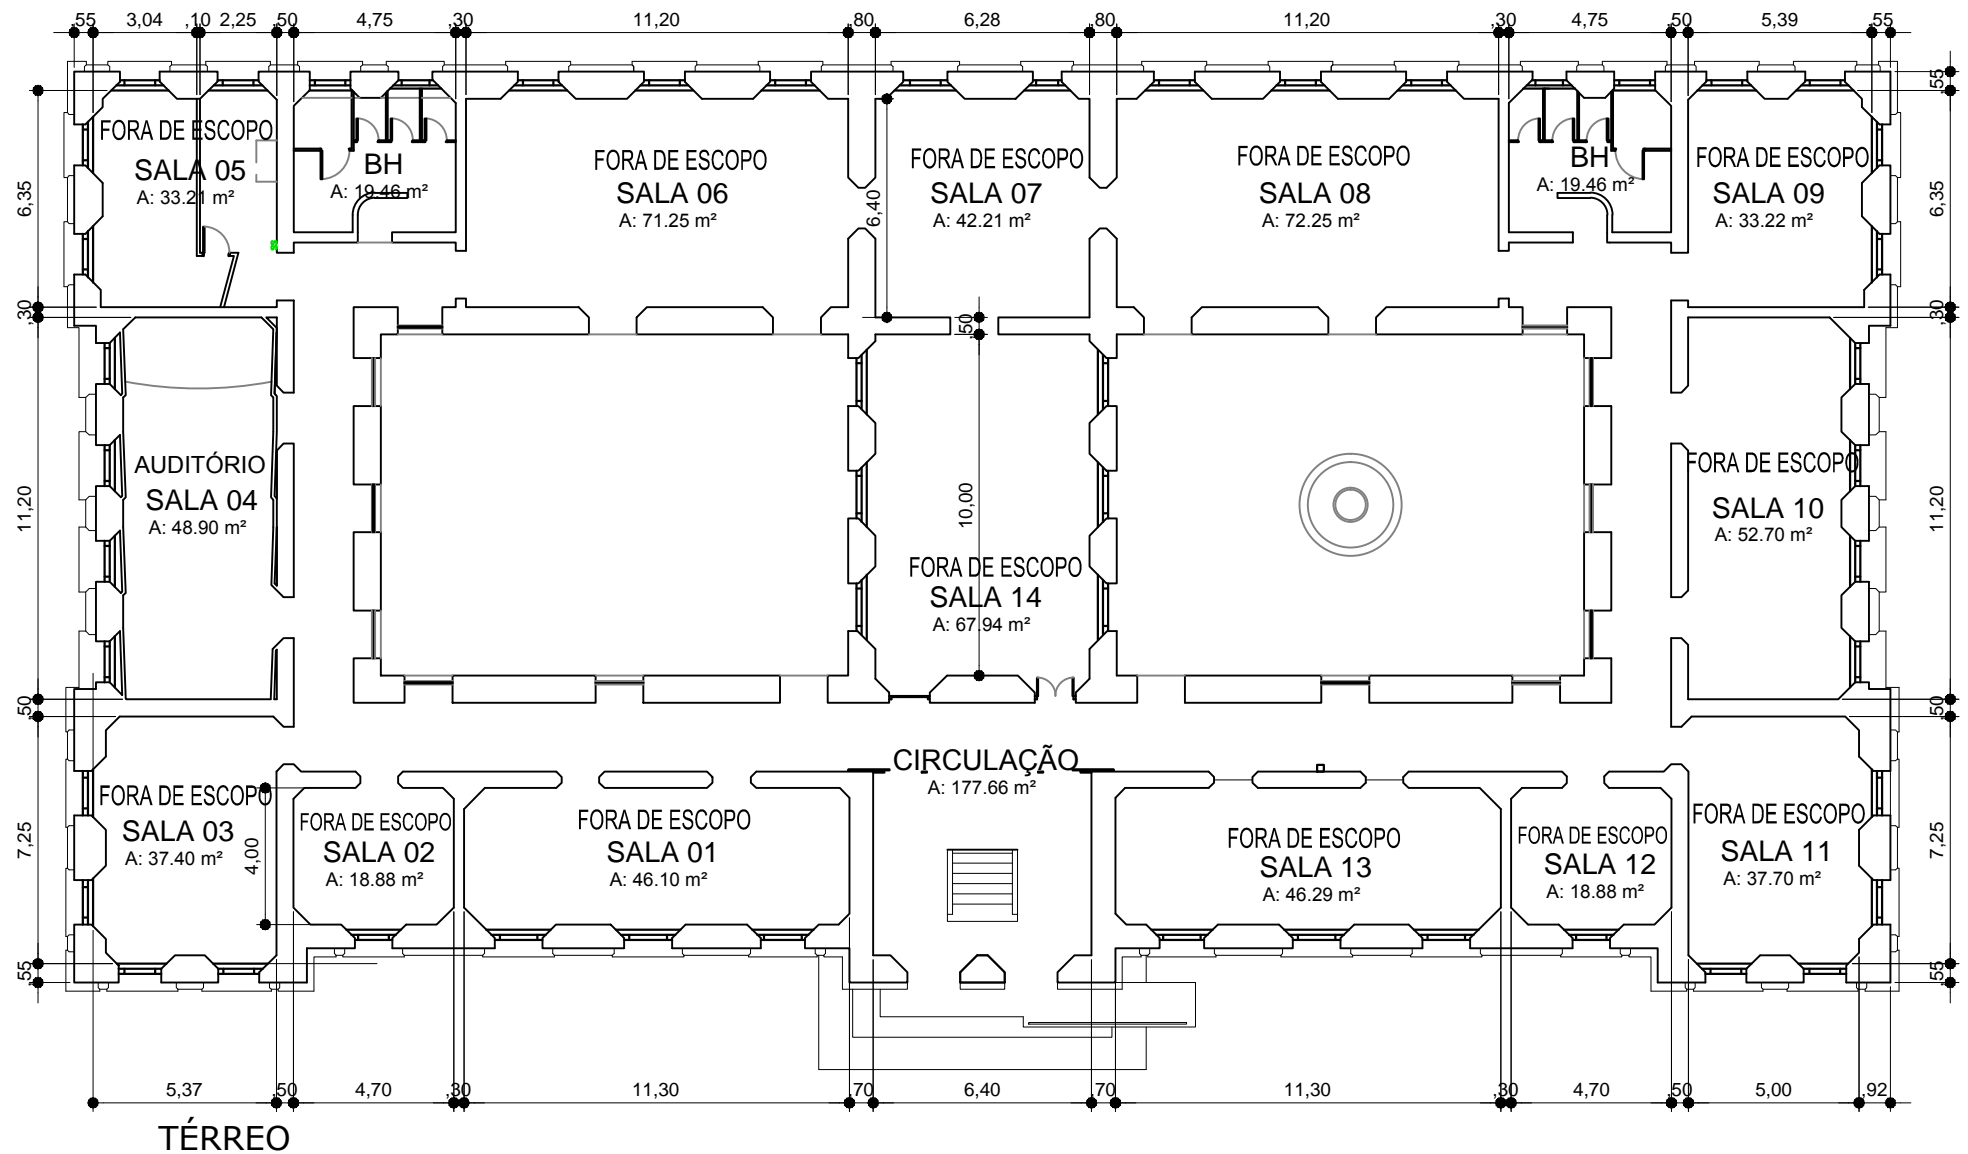 ,55 3,04 ,10 2,25 ,50 4,75 ,30 11,20 ,80 6,28 ,80 11,20 ,30 4,75 ,50 5,39 ,55
,55
6,35
,30
11,20
,50
7,25
,55
FORA DE ESCOPO
SALA 05
A: 33.21 m²
BH
A: 19.46 m²
FORA DE ESCOPO
SALA 06
A: 71.25 m²
6,40
FORA DE ESCOPO
SALA 07
A: 42.21 m²
FORA DE ESCOPO
SALA 08
A: 72.25 m²
BH
A: 19.46 m²
FORA DE ESCOPO
SALA 09
A: 33.22 m²
6,35
,30
,50
AUDITÓRIO
SALA 04
A: 48.90 m²
10,00
FORA DE ESCOPO
SALA 14
A: 67.94 m²
FORA DE ESCOPO
SALA 10
A: 52.70 m²
11,20
,50
CIRCULAÇÃO
A: 177.66 m²
FORA DE ESCOPO
SALA 03
A: 37.40 m²
4,00
FORA DE ESCOPO
SALA 02
A: 18.88 m²
FORA DE ESCOPO
SALA 01
A: 46.10 m²
FORA DE ESCOPO
SALA 13
A: 46.29 m²
FORA DE ESCOPO
SALA 12
A: 18.88 m²
FORA DE ESCOPO
SALA 11
A: 37.70 m²
7,25
,55
5,37 ,50 4,70 ,30 11,30 ,70 6,40 ,70 11,30 ,30 4,70 ,50 5,00 ,92
TÉRREO